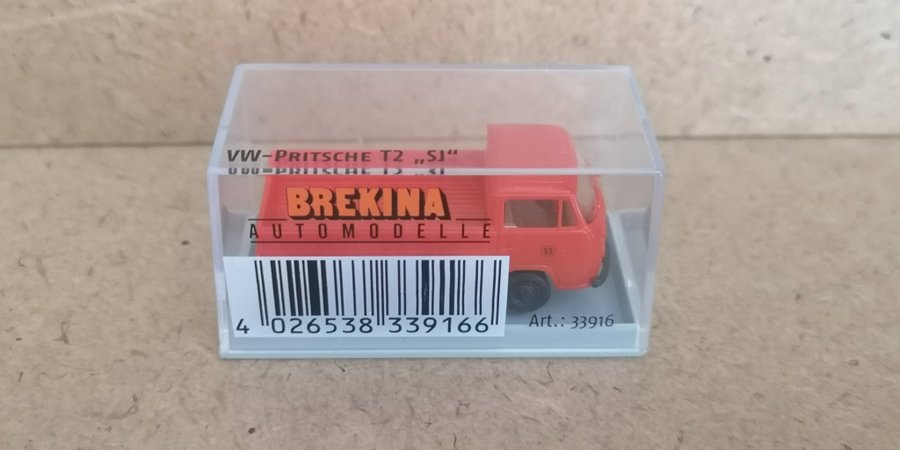 VW-PRITSCHE T2 „SJ“
BREKINA
AUTOMODELLE
4 026538 339166
Art.: 33916